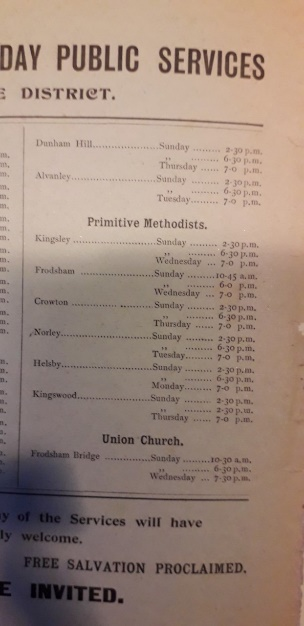 DAY PUBLIC SERVICES
E DISTRICT.
Dunham Hill......Sunday ......... 2-30 p.m.
,, ......... 6-30 p.m.
Thursday ...... 7-0 p.m.
Alvanley............Sunday ......... 2-30 p.m.
,, ......... 6-30 p.m.
Tuesday........ 7-0 p.m.
Primitive Methodists.
Kingsley............Sunday ......... 2-30 p.m.
,, ......... 6-30 p.m.
Wednesday ... 7-0 p.m.
Frodsham ............Sunday .........10-45 a.m.
,, ......... 6-0 p.m.
Wednesday ... 7-0 p.m.
Crowton ............Sunday ......... 2-30 p.m.
,, ......... 6-30 p.m.
Thursday ...... 7-0 p.m.
Norley............Sunday ......... 2-30 p.m.
,, ......... 6-30 p.m.
Tuesday........ 7-0 p.m.
Helsby............Sunday ......... 2-30 p.m.
,, ......... 6-30 p.m.
Monday......... 7-0 p.m.
Kingswood............Sunday ......... 2-30 p.m.
,, ......... 2-30 p.m.
Thursday ...... 7-0 p.m.
Union Church.
Frodsham Bridge ............Sunday .........10-30 a.m.
,, ......... 6-30 p.m.
Wednesday ... 7-30 p.m.
y of the Services will have
ly welcome.
FREE SALVATION PROCLAIMED.
E INVITED.